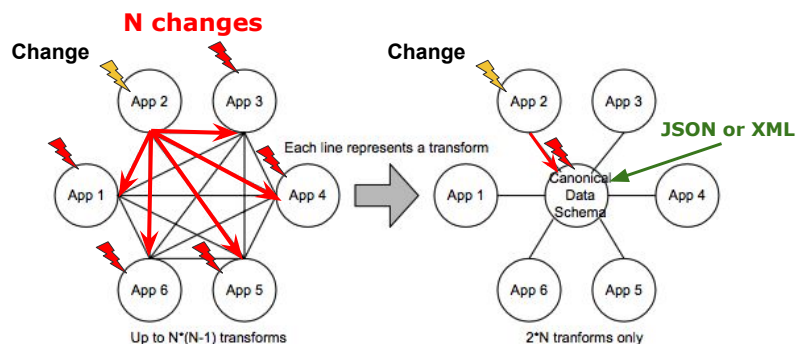 N changes
Change
App 2
App 3
App 1
App 4
App 6
App 5
Up to N*(N-1) transforms
Each line represents a transform
Change
App 2
App 3
JSON or XML
App 1
Canonical
Data
Schema
App 4
App 6
App 5
2*N tranforms only